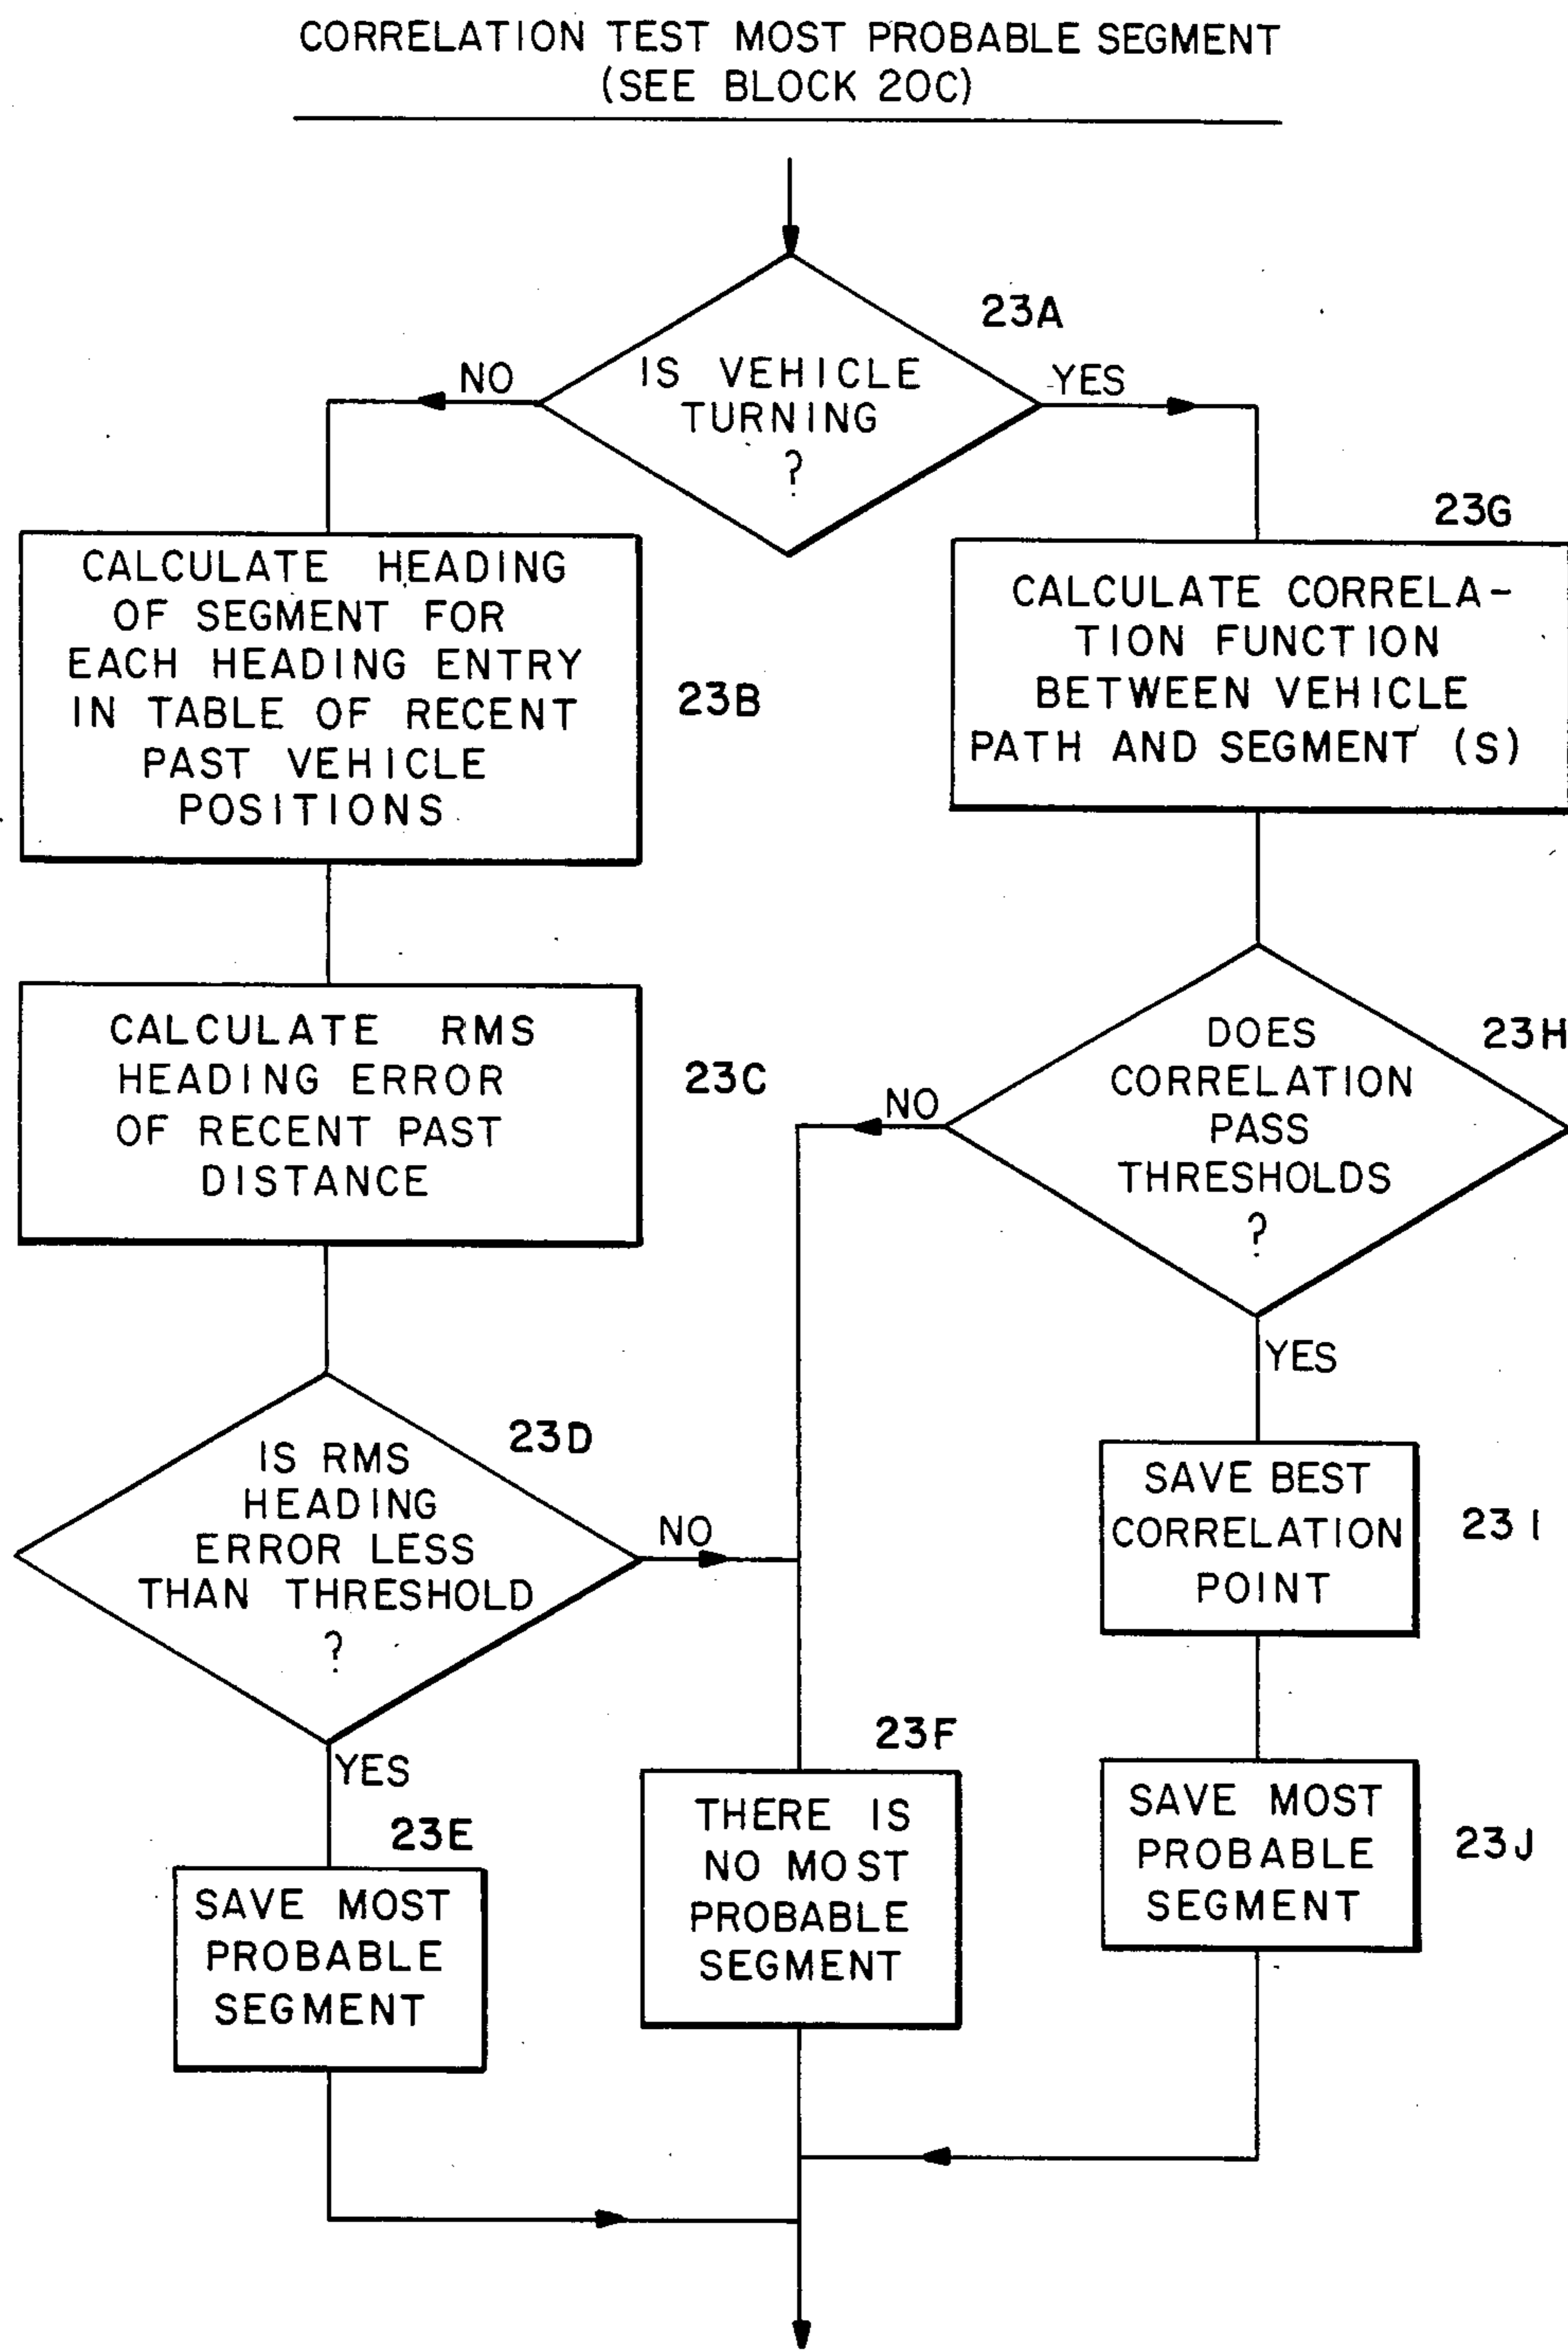 CORRELATION TEST MOST PROBABLE SEGMENT
(SEE BLOCK 20C)
23A
IS VEHICLE
TURNING
?
NO
YES
CALCULATE HEADING
OF SEGMENT FOR
EACH HEADING ENTRY
IN TABLE OF RECENT
PAST VEHICLE
POSITIONS
23B
23G
CALCULATE CORRELA-
TION FUNCTION
BETWEEN VEHICLE
PATH AND SEGMENT (S)
CALCULATE RMS
HEADING ERROR
OF RECENT PAST
DISTANCE
23C
23H
DOES
CORRELATION
PASS
THRESHOLDS
?
NO
YES
23D
IS RMS
HEADING
ERROR LESS
THAN THRESHOLD
?
NO
YES
SAVE BEST
CORRELATION
POINT
23I
23E
SAVE MOST
PROBABLE
SEGMENT
23F
THERE IS
NO MOST
PROBABLE
SEGMENT
SAVE MOST
PROBABLE
SEGMENT
23J